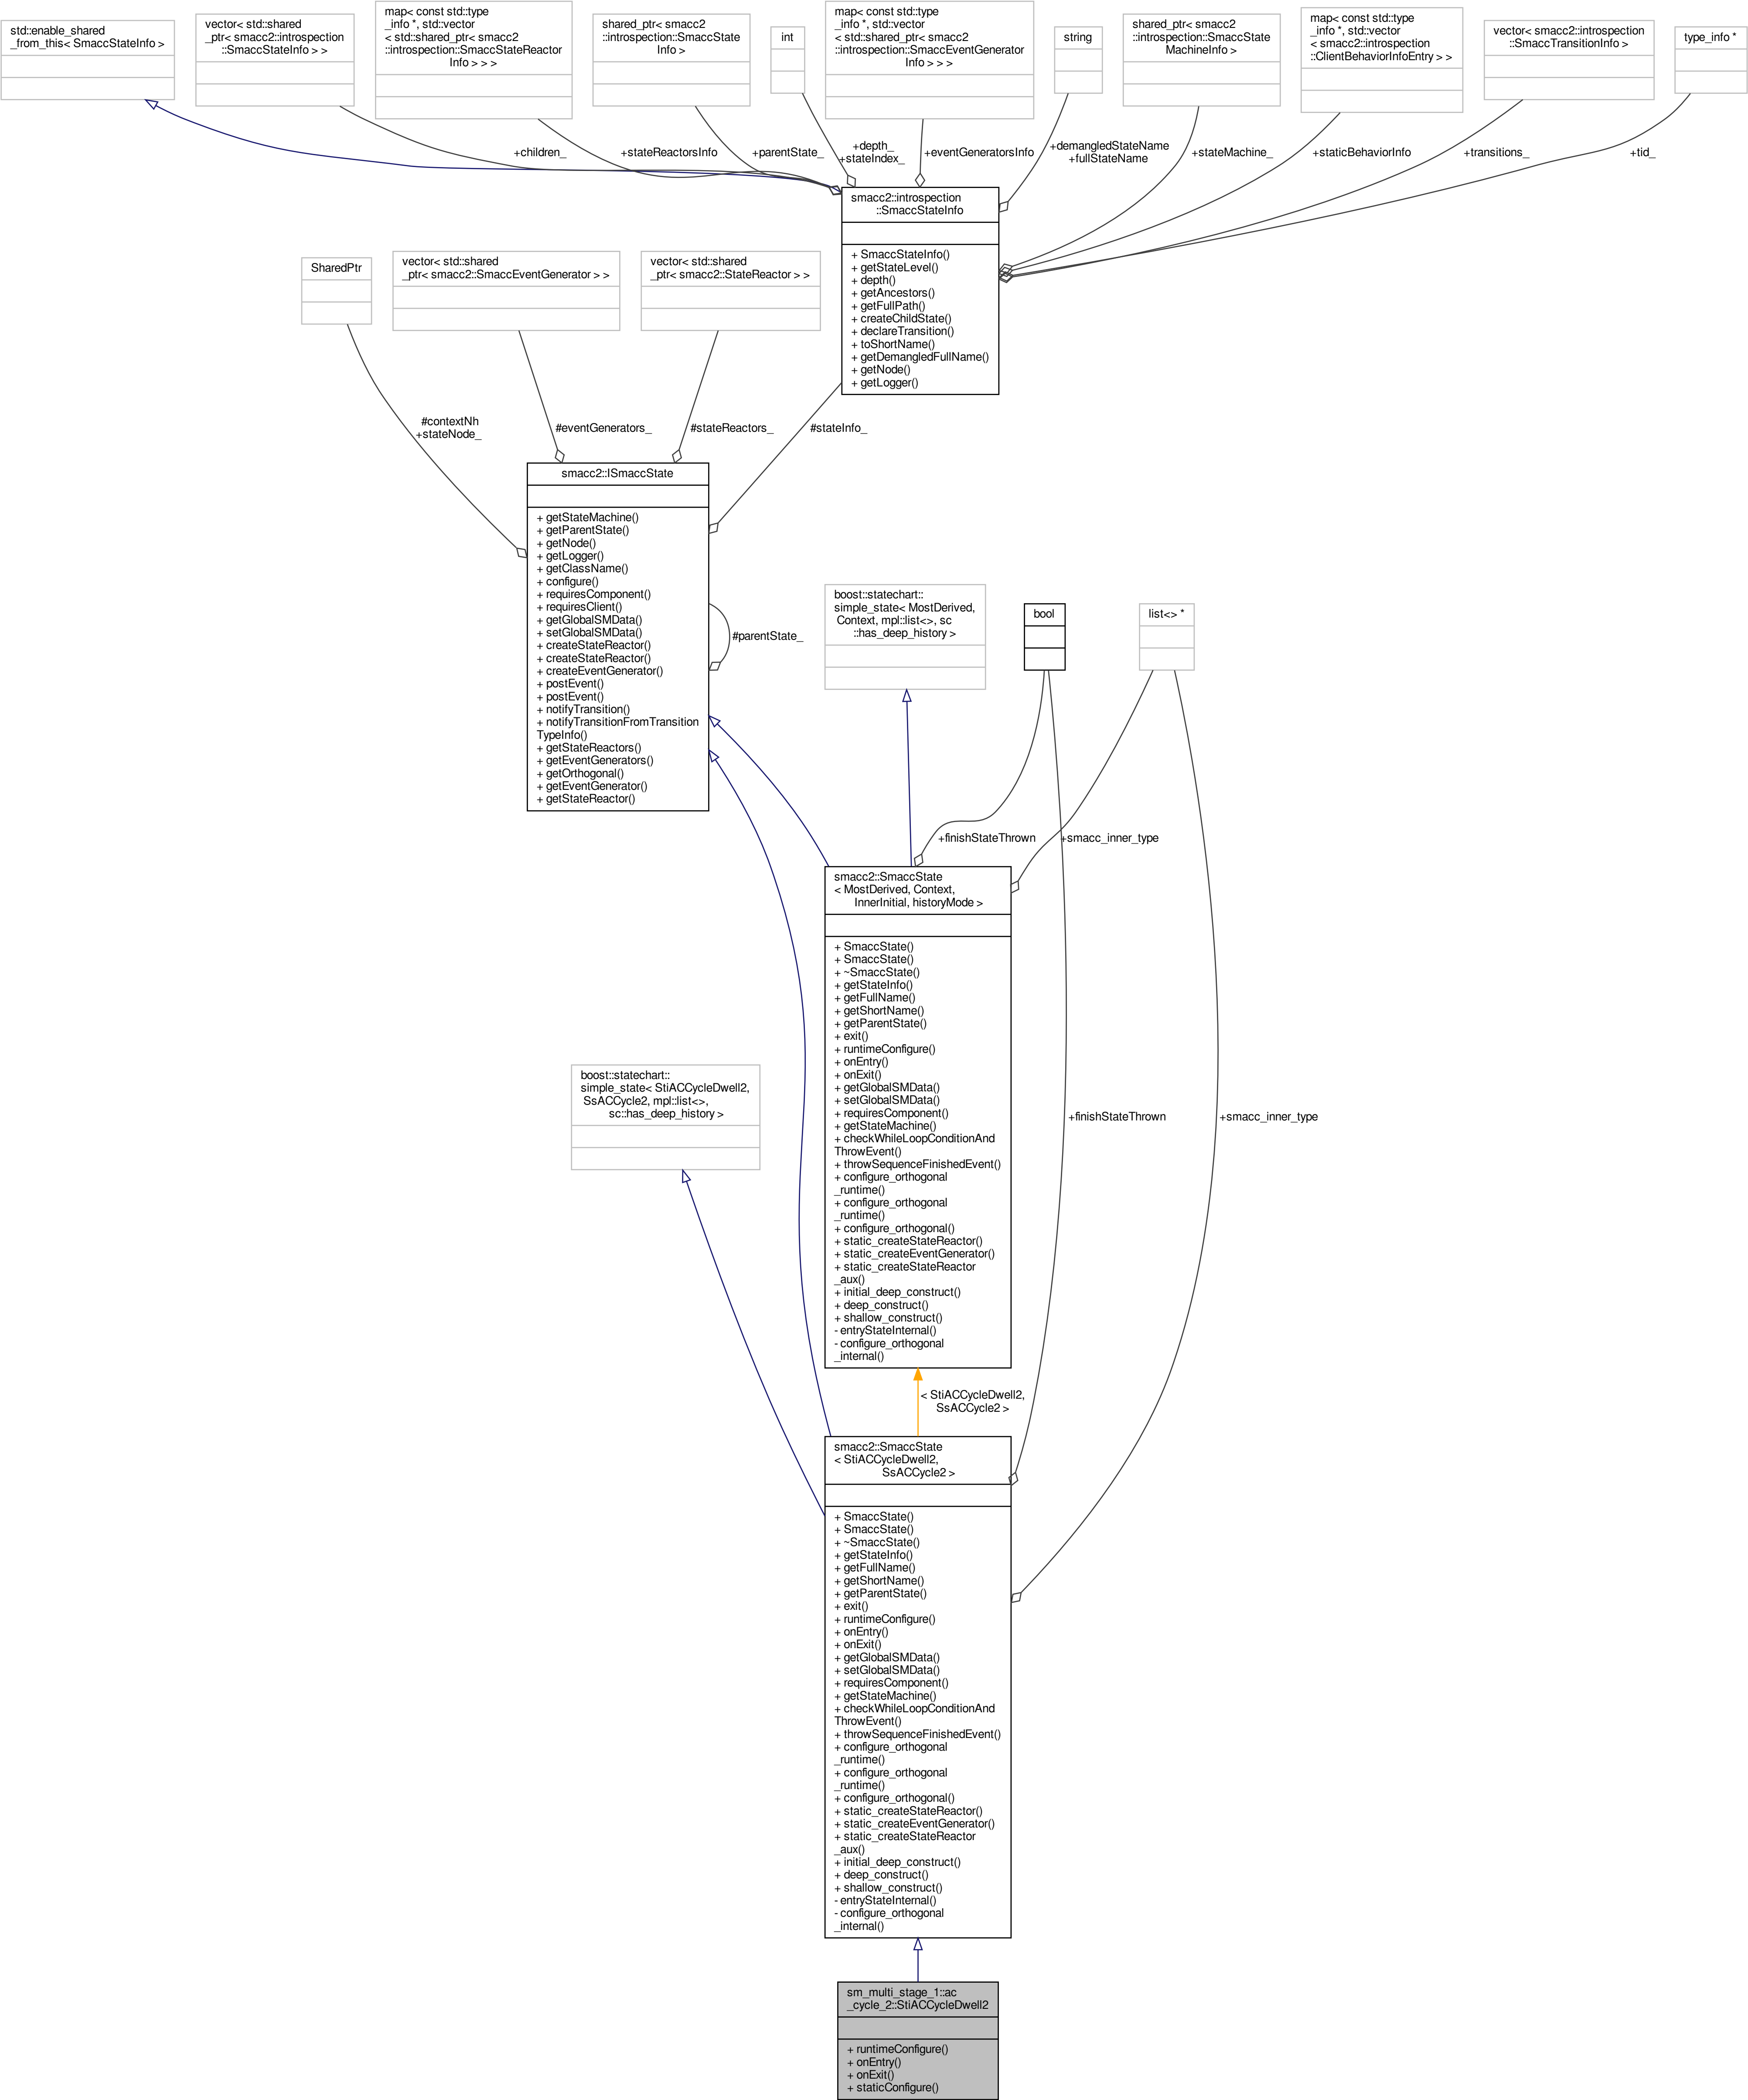 std::enable_shared
_from_this< SmaccStateInfo >
vector< std::shared
_ptr< smacc2::introspection
::SmaccStateInfo > >
map< const std::type
_info *, std::vector
< std::shared_ptr< smacc2
::introspection::SmaccStateReactor
Info > > >
shared_ptr< smacc2
::introspection::SmaccState
Info >
int
map< const std::type
_info *, std::vector
< std::shared_ptr< smacc2
::introspection::SmaccEventGenerator
Info > > >
string
shared_ptr< smacc2
::introspection::SmaccState
MachineInfo >
map< const std::type
_info *, std::vector
< smacc2::introspection
::ClientBehaviorInfoEntry > >
vector< smacc2::introspection
::SmaccTransitionInfo >
type_info *
+children_
+stateReactorsInfo
+parentState_
+depth_
+stateIndex_
+eventGeneratorsInfo
+demangledStateName
+fullStateName
+stateMachine_
+staticBehaviorInfo
+transitions_
+tid_
smacc2::introspection
::SmaccStateInfo
+ SmaccStateInfo()
+ getStateLevel()
+ depth()
+ getAncestors()
+ getFullPath()
+ createChildState()
+ declareTransition()
+ toShortName()
+ getDemangledFullName()
+ getNode()
+ getLogger()
SharedPtr
vector< std::shared
_ptr< smacc2::SmaccEventGenerator > >
vector< std::shared
_ptr< smacc2::StateReactor > >
#contextNh
+stateNode_
#eventGenerators_
#stateReactors_
#stateInfo_
smacc2::ISmaccState
+ getStateMachine()
+ getParentState()
+ getNode()
+ getLogger()
+ getClassName()
+ configure()
+ requiresComponent()
+ requiresClient()
+ getGlobalSMData()
+ setGlobalSMData()
+ createStateReactor()
+ createStateReactor()
+ createEventGenerator()
+ postEvent()
+ postEvent()
+ notifyTransition()
+ notifyTransitionFromTransition
TypeInfo()
+ getStateReactors()
+ getEventGenerators()
+ getOrthogonal()
+ getEventGenerator()
+ getStateReactor()
#parentState_
boost::statechart::
simple_state< MostDerived,
Context, mpl::list<>, sc
::has_deep_history >
bool
list<> *
+finishStateThrown
+smacc_inner_type
smacc2::SmaccState
< MostDerived, Context,
InnerInitial, historyMode >
+ SmaccState()
+ SmaccState()
+ ~SmaccState()
+ getStateInfo()
+ getFullName()
+ getShortName()
+ getParentState()
+ exit()
+ runtimeConfigure()
+ onEntry()
+ onExit()
+ getGlobalSMData()
+ setGlobalSMData()
+ requiresComponent()
+ getStateMachine()
+ checkWhileLoopConditionAnd
ThrowEvent()
+ throwSequenceFinishedEvent()
+ configure_orthogonal
_runtime()
+ configure_orthogonal
_runtime()
+ configure_orthogonal()
+ static_createStateReactor()
+ static_createEventGenerator()
+ static_createStateReactor
_aux()
+ initial_deep_construct()
+ deep_construct()
+ shallow_construct()
- entryStateInternal()
- configure_orthogonal
_internal()
boost::statechart::
simple_state< StiACCycleDwell2,
SsACCycle2, mpl::list<>,
sc::has_deep_history >
+finishStateThrown
+smacc_inner_type
< StiACCycleDwell2,
SsACCycle2 >
smacc2::SmaccState
< StiACCycleDwell2,
SsACCycle2 >
+ SmaccState()
+ SmaccState()
+ ~SmaccState()
+ getStateInfo()
+ getFullName()
+ getShortName()
+ getParentState()
+ exit()
+ runtimeConfigure()
+ onEntry()
+ onExit()
+ getGlobalSMData()
+ setGlobalSMData()
+ requiresComponent()
+ getStateMachine()
+ checkWhileLoopConditionAnd
ThrowEvent()
+ throwSequenceFinishedEvent()
+ configure_orthogonal
_runtime()
+ configure_orthogonal
_runtime()
+ configure_orthogonal()
+ static_createStateReactor()
+ static_createEventGenerator()
+ static_createStateReactor
_aux()
+ initial_deep_construct()
+ deep_construct()
+ shallow_construct()
- entryStateInternal()
- configure_orthogonal
_internal()
sm_multi_stage_1::ac
_cycle_2::StiACCycleDwell2
+ runtimeConfigure()
+ onEntry()
+ onExit()
+ staticConfigure()